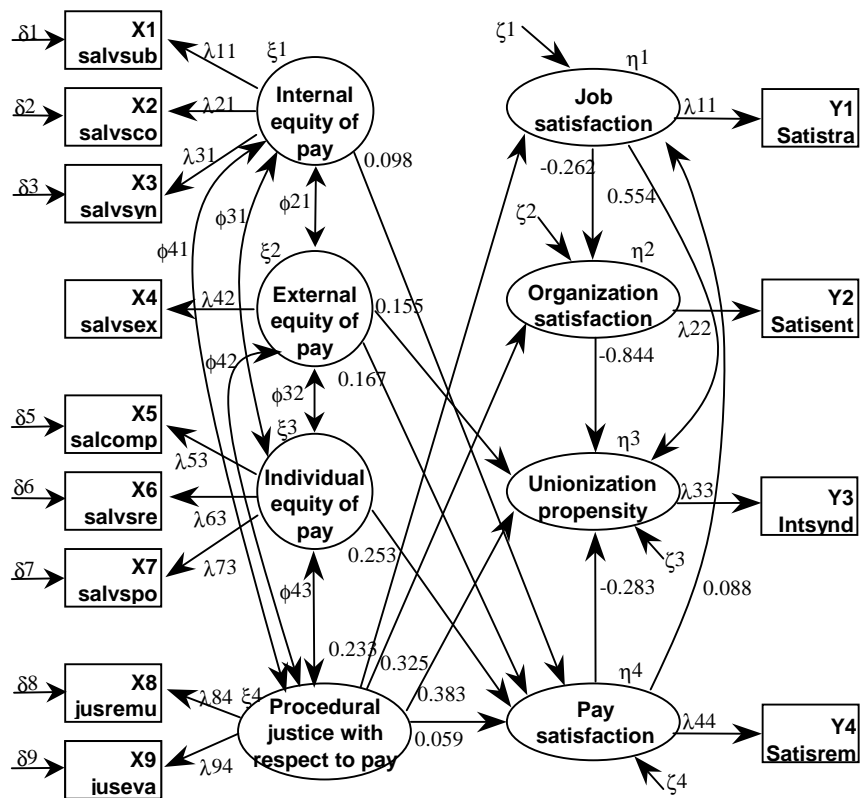 δ1
X1
salvsub
λ11
ξ1
Internal
equity of
pay
δ2
X2
salvsco
λ21
δ3
X3
salvsyn
λ31
0.098
ϕ21
ϕ31
ϕ41
ξ2
X4
salvsex
λ42
External
equity of
pay
0.155
0.167
ϕ42
ϕ32
ξ3
δ5
X5
salcomp
λ53
Individual
equity of
pay
δ6
X6
salvsre
λ63
δ7
X7
salvspo
λ73
0.253
ϕ43
δ8
X8
jusremu
λ84
ξ4
Procedural
justice with
respect to pay
δ9
X9
juseva
λ94
0.233
0.325
0.383
0.059
ζ1
η1
Job
satisfaction
λ11
Y1
Satistra
-0.262
0.554
ζ2
η2
Organization
satisfaction
λ22
Y2
Satisent
-0.844
η3
Unionization
propensity
λ33
Y3
Intsynd
ζ3
-0.283
0.088
η4
Pay
satisfaction
λ44
Y4
Satisrem
ζ4